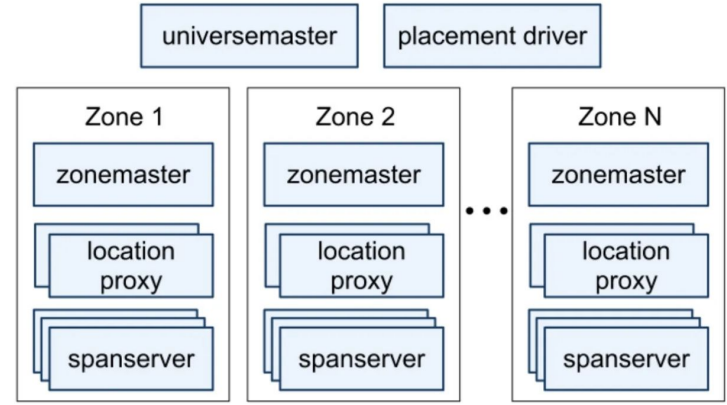 universemaster
placement driver
Zone 1
zonemaster
location
proxy
spanserver
Zone 2
zonemaster
location
proxy
spanserver
...
Zone N
zonemaster
location
proxy
spanserver